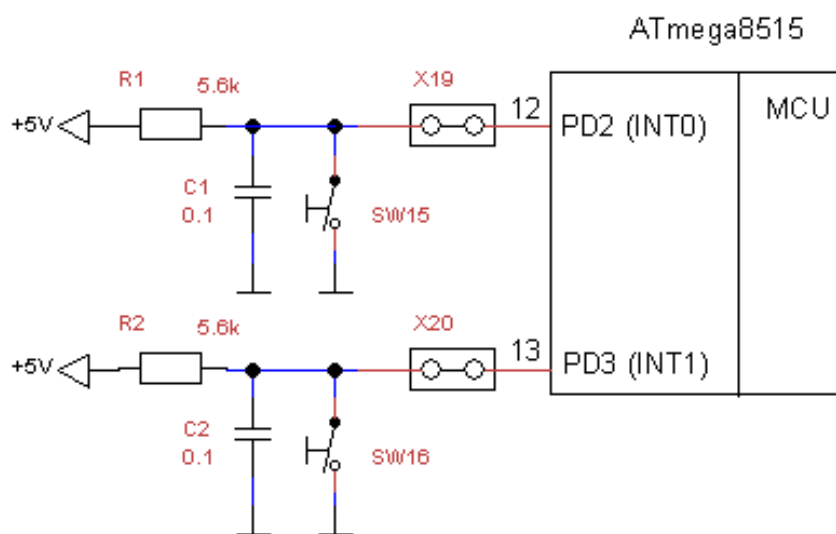 ATmega8515
R1 5.6k X19
+5V 12 PD2 (INT0) MCU
C1
0.1 SW15
R2 5.6k X20
+5V 13 PD3 (INT1)
C2
0.1 SW16